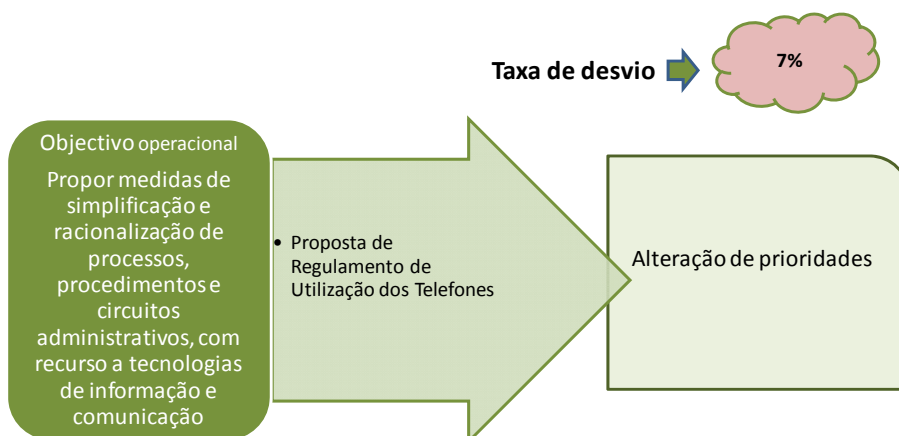 Taxa de desvio
7%
Objectivo operacional
Propor medidas de
simplificação e
racionalização de
processos,
procedimentos e
circuitos
administrativos, com
recurso a tecnologias
de informação e
comunicação
• Proposta de
Regulamento de
Utilização dos Telefones
Alteração de prioridades